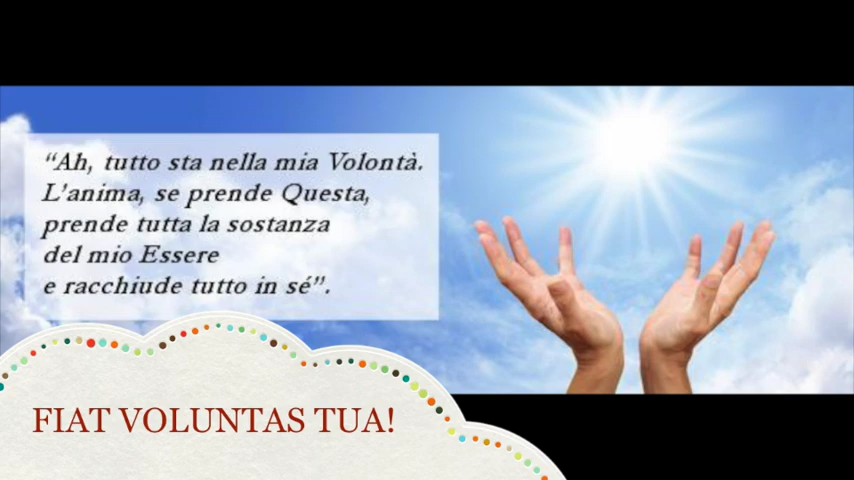 “Ah, tutto sta nella mia Volontà.
L’anima, se prende Questa,
prende tutta la sostanza
del mio Essere
e racchiude tutto in sé”.
FIAT VOLUNTAS TUA!